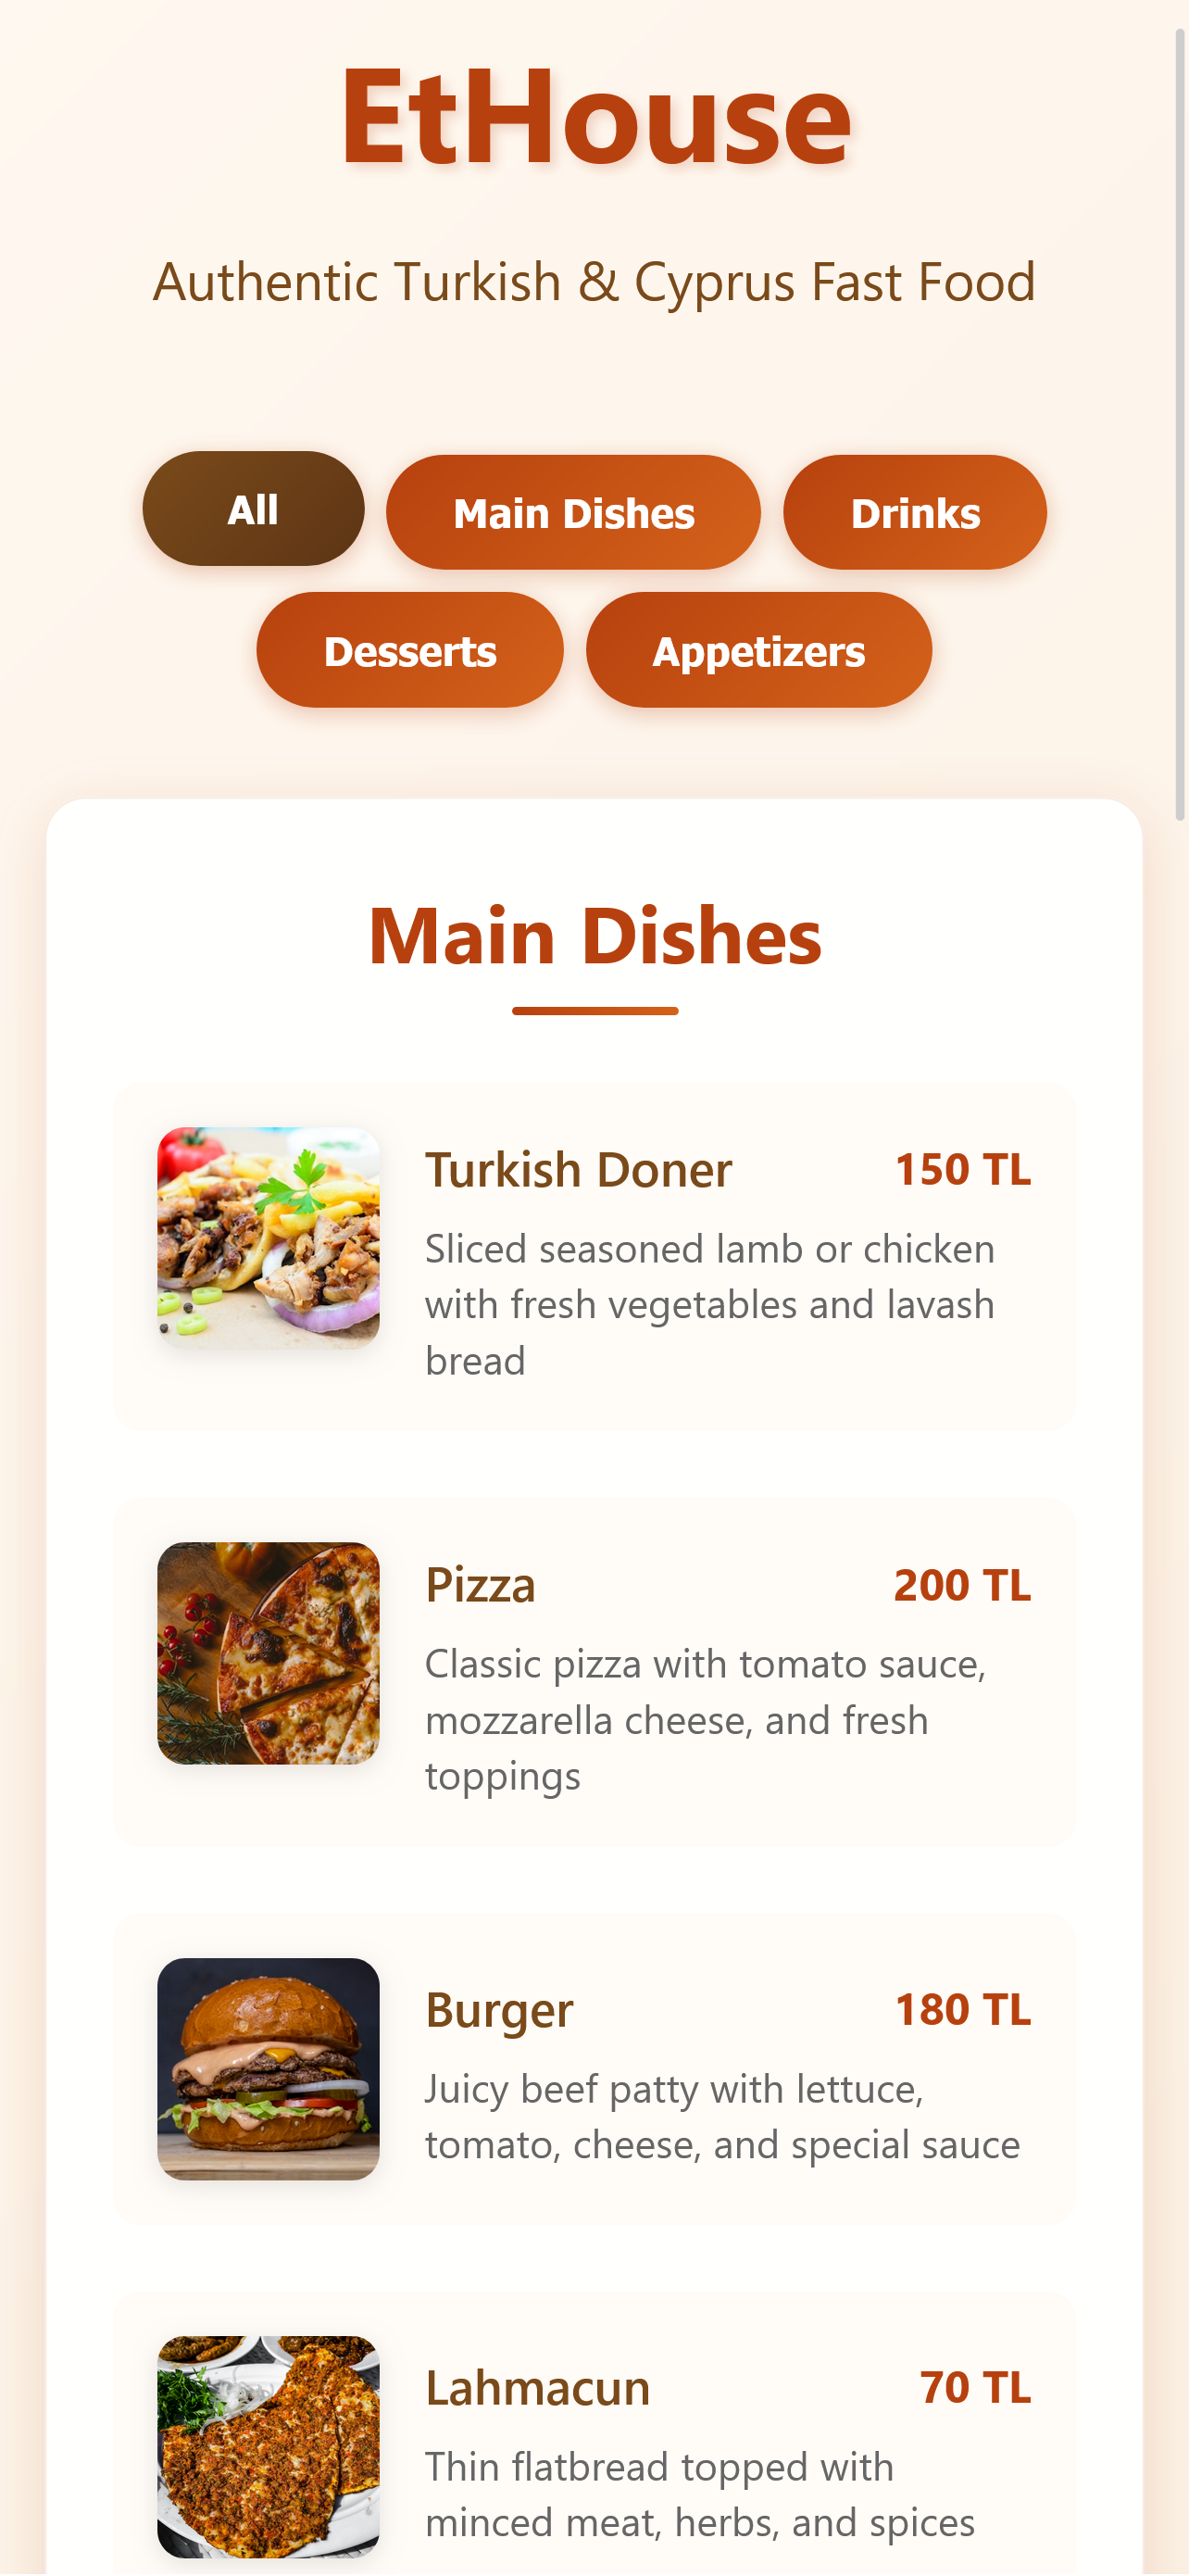 EtHouse
Authentic Turkish & Cyprus Fast Food
All
Main Dishes
Drinks
Desserts
Appetizers
Main Dishes
Turkish Doner
150 TL
Sliced seasoned lamb or chicken
with fresh vegetables and lavash
bread
Pizza
200 TL
Classic pizza with tomato sauce,
mozzarella cheese, and fresh
toppings
Burger
180 TL
Juicy beef patty with lettuce,
tomato, cheese, and special sauce
Lahmacun
70 TL
Thin flatbread topped with
minced meat, herbs, and spices